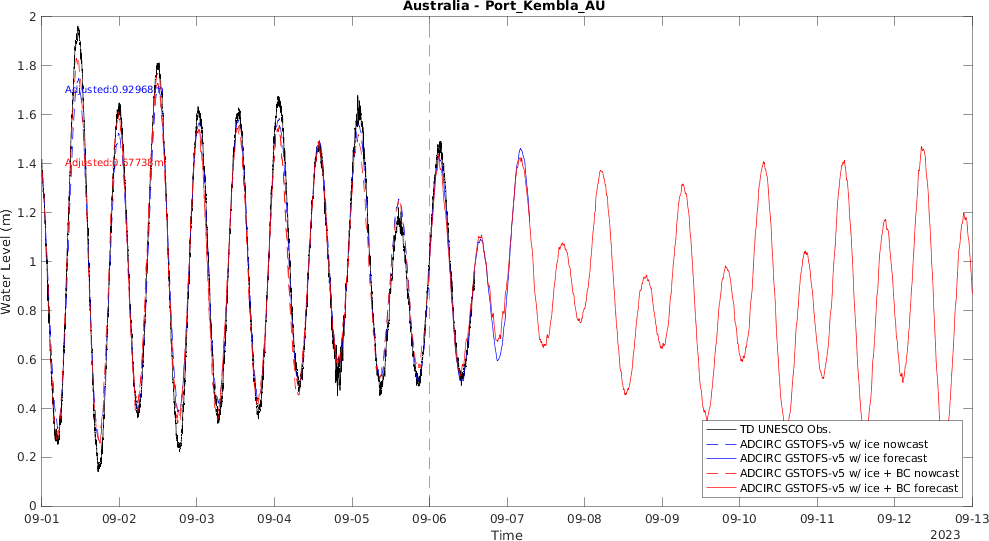 Australia - Port_Kembla_AU
2
1.8
Adjusted:0.92968m
1.6
1.4
Adjusted:0.67738m
1.2
1
0.8
0.6
0.4
0.2
0
Water Level (m)
TD UNESCO Obs.
ADCIRC GSTOFS-v5 w/ ice nowcast
ADCIRC GSTOFS-v5 w/ ice forecast
ADCIRC GSTOFS-v5 w/ ice + BC nowcast
ADCIRC GSTOFS-v5 w/ ice + BC forecast
09-01 09-02 09-03 09-04 09-05 09-06 09-07 09-08 09-09 09-10 09-11 09-12 09-13
Time
2023